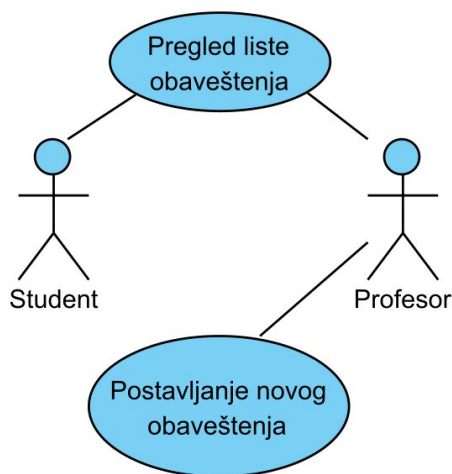 Pregled liste
obaveštenja
Student
Profesor
Postavljanje novog
obaveštenja